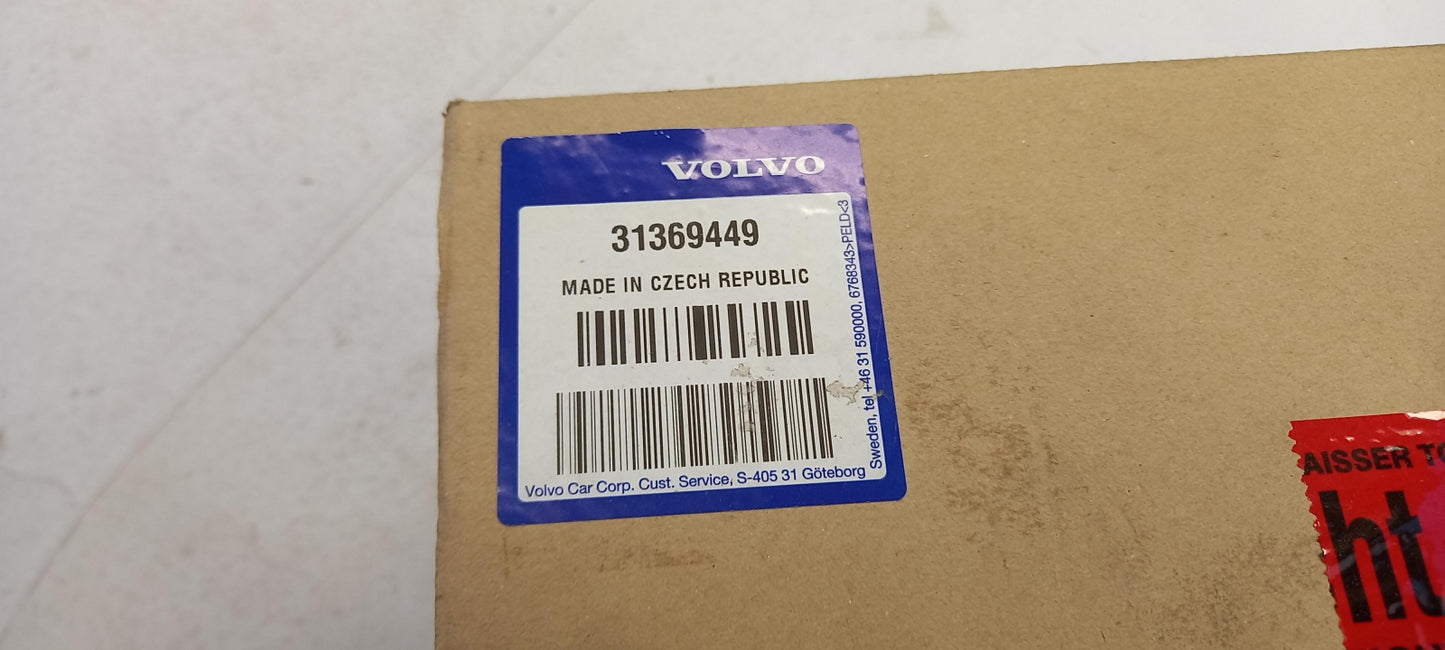 VOLVO
31369449
MADE IN CZECH REPUBLIC
Volvo Car Corp. Cust. Service, S-405 31 Göteborg
Sweden, tel +46 31 590000, 6768343>PELD<3
AISSER
ht